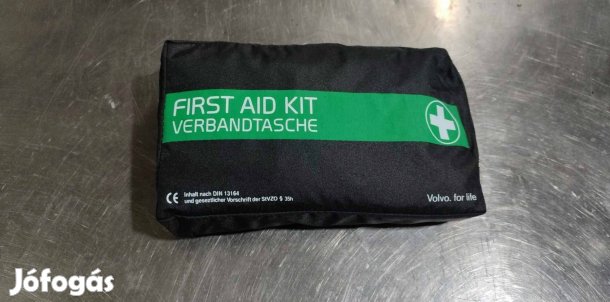 FIRST AID KIT
VERBANDTASCHE
CE Inhalt nach DIN 13164
und gesetzlicher Vorschrift der StVZO § 35h
Volvo. for life
Jófogás